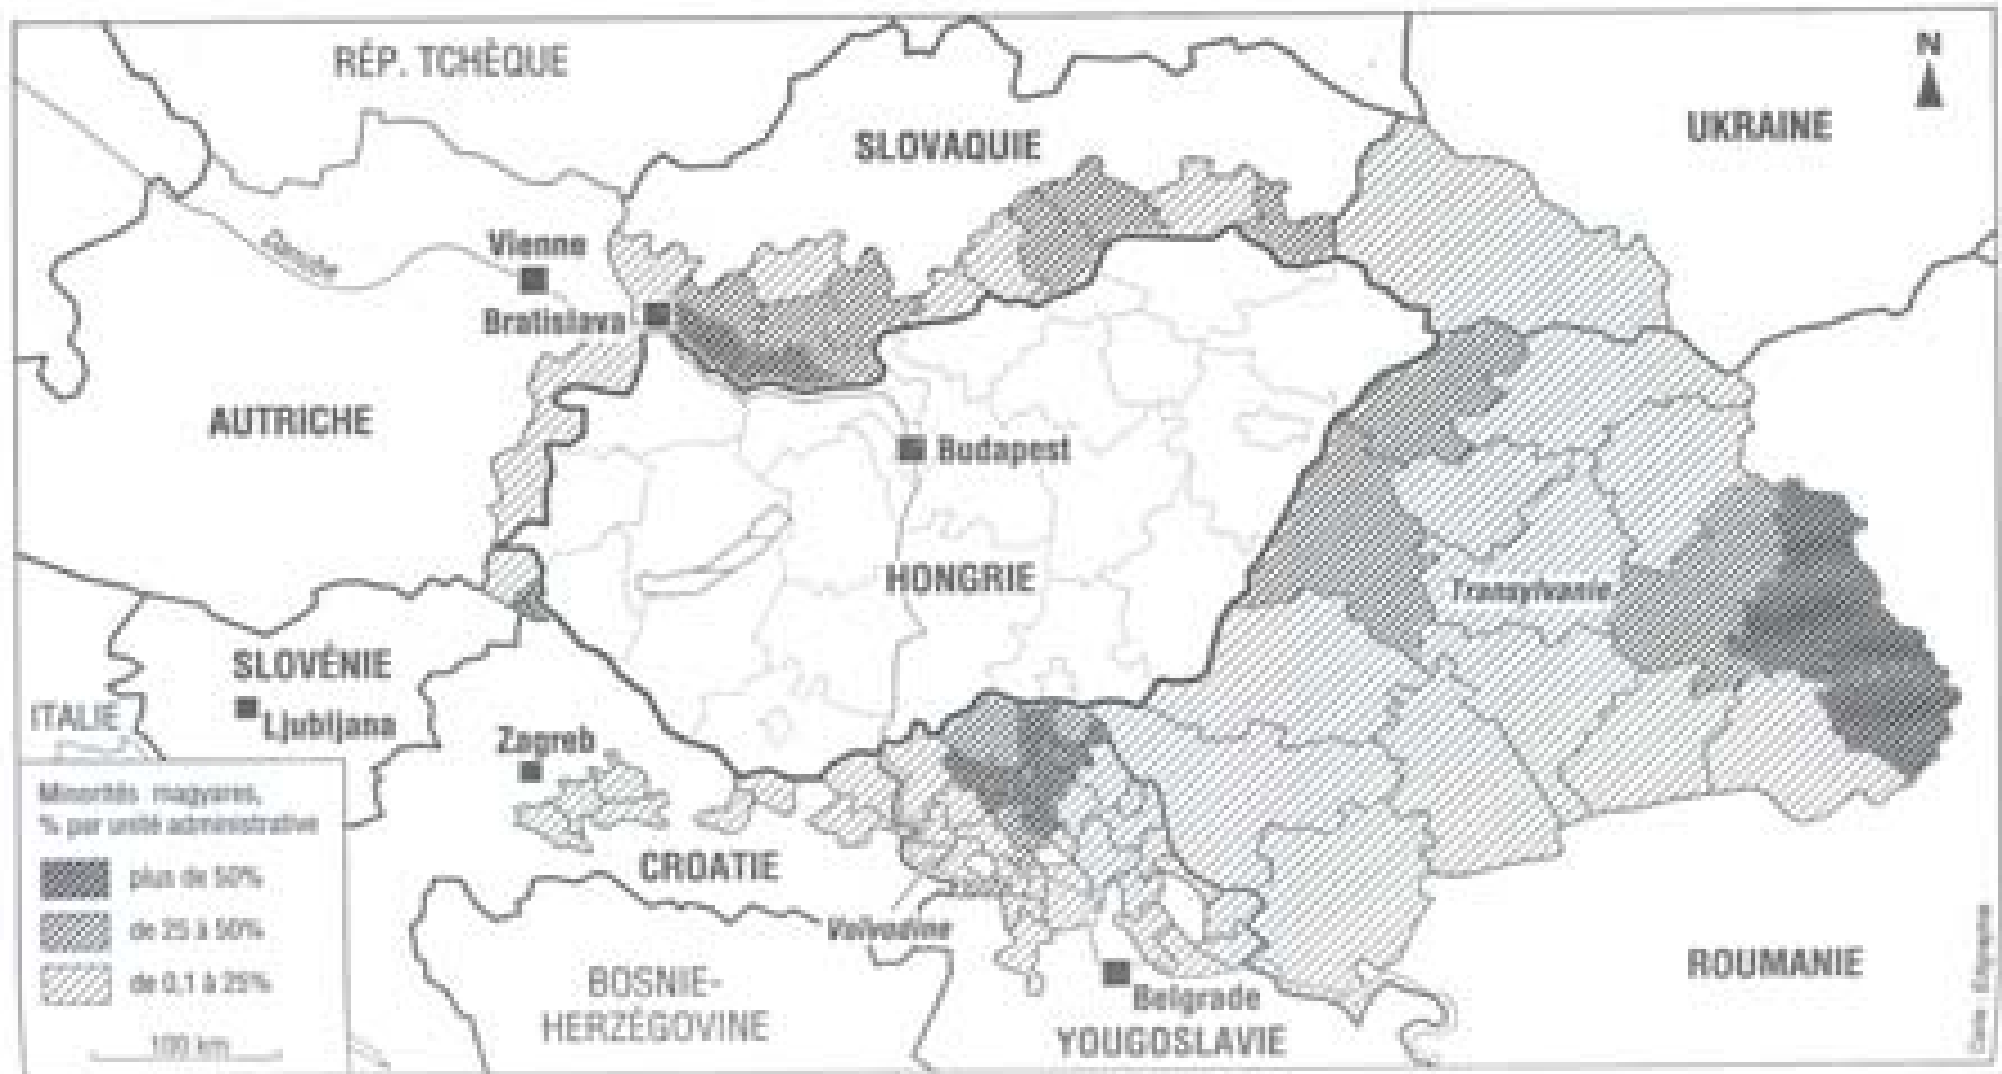 RÉP. TCHÈQUE
N
UKRAINE
SLOVAQUIE
Danube
Vienne
Bratislava
AUTRICHE
Budapest
HONGRIE
Transylvanie
SLOVÉNIE
Ljubljana
ITALIE
Zagreb
Minorités magyares,
% par unité administrative
plus de 50%
de 25 à 50%
de 0,1 à 25%
100 km
CROATIE
Voïvodine
BOSNIE-
HERZÉGOVINE
Belgrade
YOUGOSLAVIE
ROUMANIE
Carte :